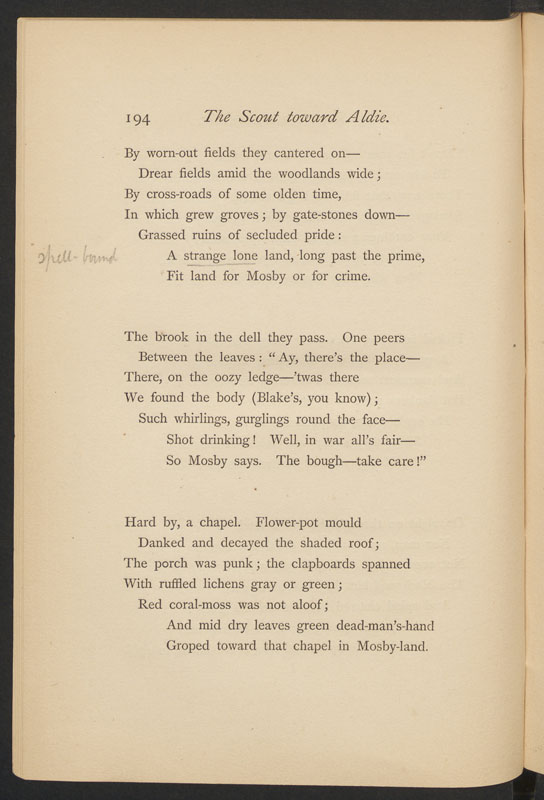 194 The Scout toward Aldie.
By worn-out fields they cantered on—
Drear fields amid the woodlands wide;
By cross-roads of some olden time,
In which grew groves; by gate-stones down—
Grassed ruins of secluded pride:
spell-bound
A strange lone land, long past the prime,
Fit land for Mosby or for crime.
The brook in the dell they pass. One peers
Between the leaves: "Ay, there's the place—
There, on the oozy ledge—'twas there
We found the body (Blake's, you know);
Such whirlings, gurglings round the face—
Shot drinking! Well, in war all's fair—
So Mosby says. The bough—take care!"
Hard by, a chapel. Flower-pot mould
Danked and decayed the shaded roof;
The porch was punk; the clapboards spanned
With ruffled lichens gray or green;
Red coral-moss was not aloof;
And mid dry leaves green dead-man's-hand
Groped toward that chapel in Mosby-land.